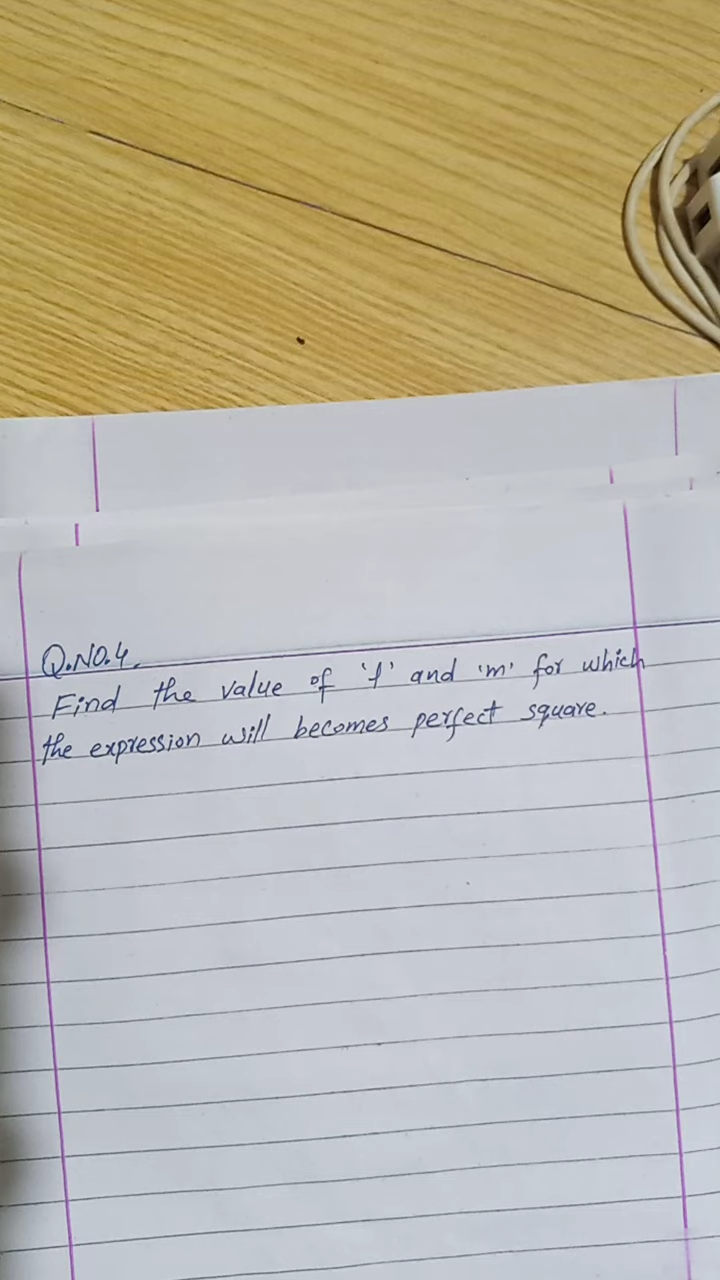 Q.NO.4.
Find the value of 'l' and 'm' for which
the expression will becomes perfect square.